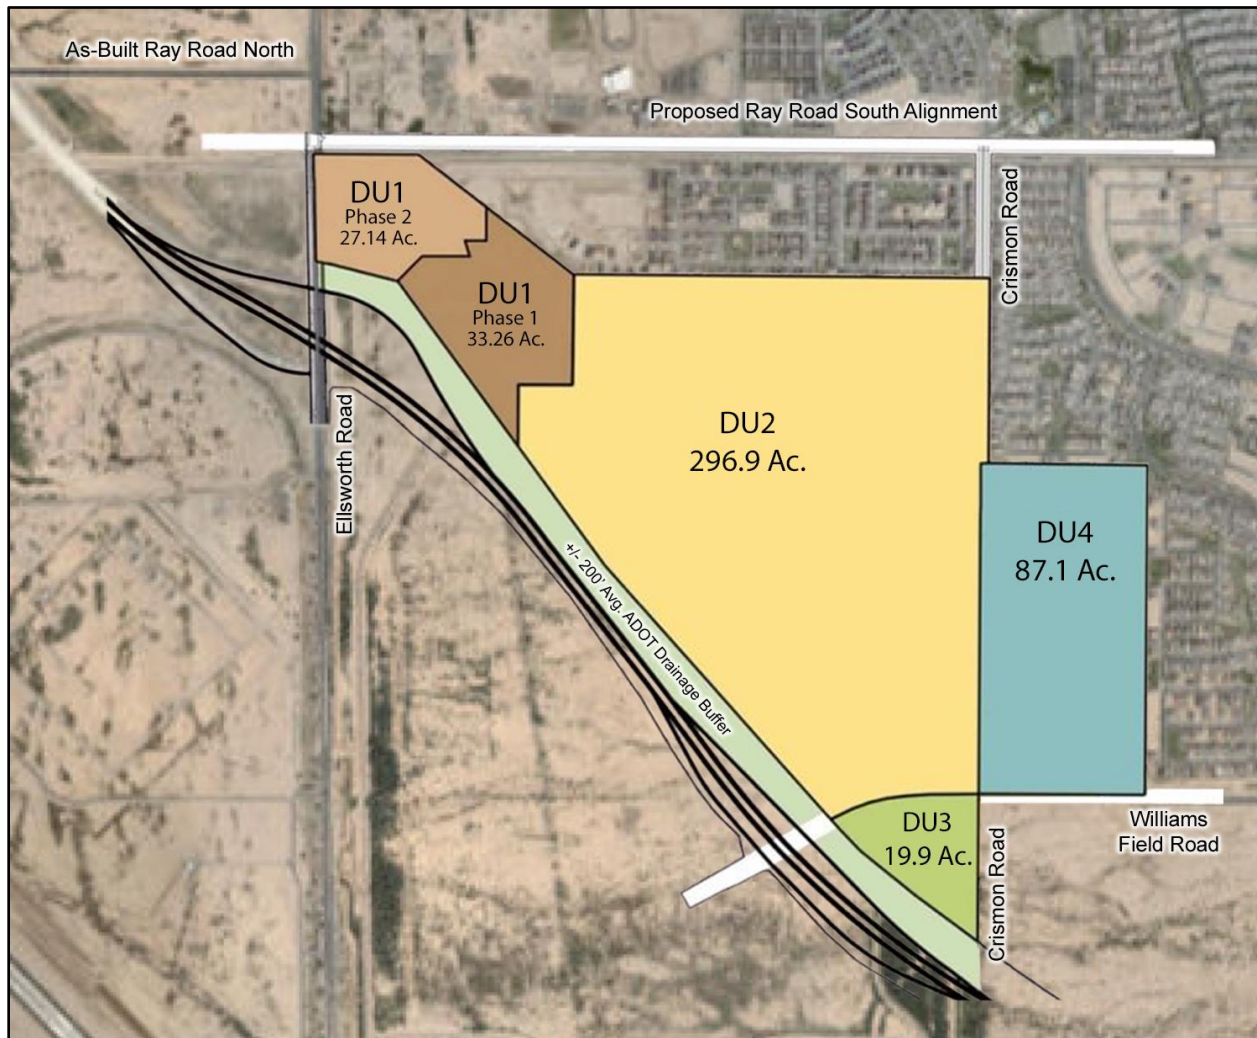 As-Built Ray Road North
Proposed Ray Road South Alignment
DU1
Phase 2
27.14 Ac.
Crismon Road
DU1
Phase 1
33.26 Ac.
Ellsworth Road
DU2
296.9 Ac.
DU4
87.1 Ac.
+/- 200' Avg. ADOT Drainage Buffer
DU3
19.9 Ac.
Williams
Field Road
Crismon Road